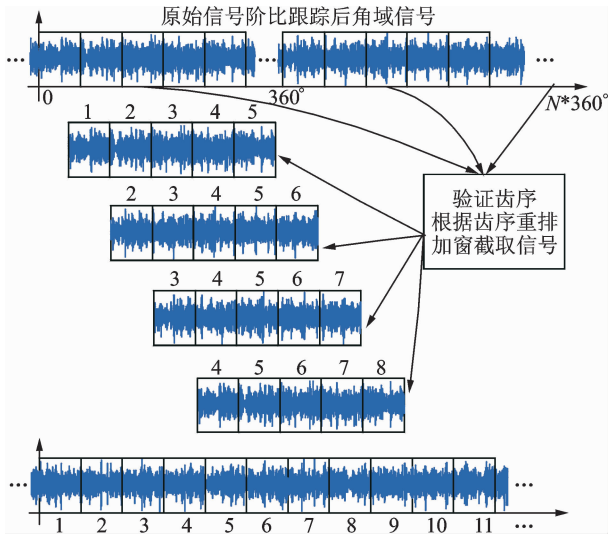 原始信号阶比跟踪后角域信号
... ... ...
0 360° N*360°
1 2 3 4 5
验证齿序
根据齿序重排
加窗截取信号
2 3 4 5 6
3 4 5 6 7
4 5 6 7 8
... ...
1 2 3 4 5 6 7 8 9 10 11 ...